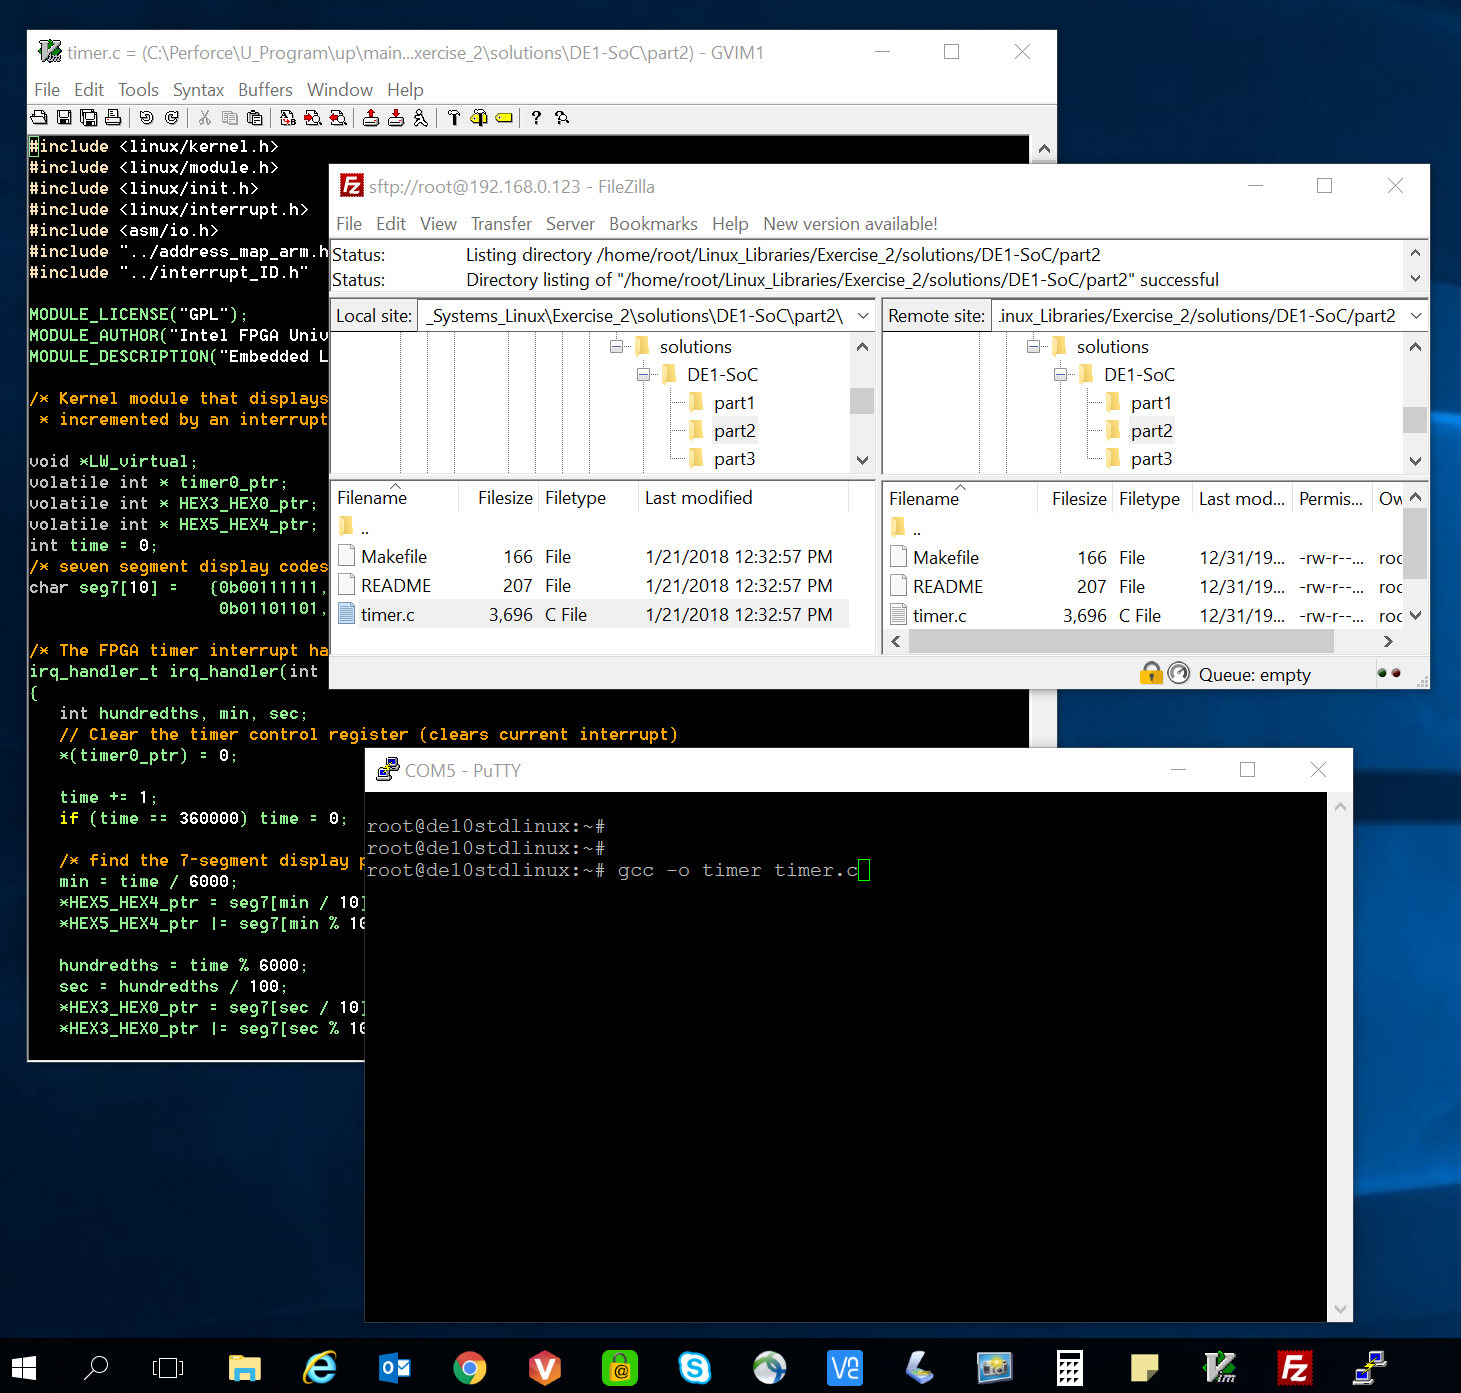 timer.c = (C:\Perforce\U_Program\up\main...xercise_2\solutions\DE1-SoC\part2) - GVIM1
File Edit Tools Syntax Buffers Window Help
#include <linux/kernel.h>
#include <linux/module.h>
#include <linux/init.h>
#include <linux/interrupt.h>
#include <asm/io.h>
#include "../address_map_arm.h
#include "../interrupt_ID.h"
MODULE_LICENSE("GPL");
MODULE_AUTHOR("Intel FPGA Univ
MODULE_DESCRIPTION("Embedded L
/* Kernel module that displays
* incremented by an interrupt
void *LW_virtual;
volatile int * timer0_ptr;
volatile int * HEX3_HEX0_ptr;
volatile int * HEX5_HEX4_ptr;
int time = 0;
/* seven segment display codes
char seg7[10] = {0b00111111,
0b01101101,
/* The FPGA timer interrupt ha
irq_handler_t irq_handler(int
{
int hundredths, min, sec;
// Clear the timer control register (clears current interrupt)
*(timer0_ptr) = 0;
time += 1;
if (time == 360000) time = 0;
/* find the 7-segment display p
min = time / 6000;
*HEX5_HEX4_ptr = seg7[min / 10]
*HEX5_HEX4_ptr |= seg7[min % 10
hundredths = time % 6000;
sec = hundredths / 100;
*HEX3_HEX0_ptr = seg7[sec / 10]
*HEX3_HEX0_ptr |= seg7[sec % 10
sftp://root@192.168.0.123 - FileZilla
File Edit View Transfer Server Bookmarks Help New version available!
Status: Listing directory /home/root/Linux_Libraries/Exercise_2/solutions/DE1-SoC/part2
Status: Directory listing of "/home/root/Linux_Libraries/Exercise_2/solutions/DE1-SoC/part2" successful
Local site: _Systems_Linux\Exercise_2\solutions\DE1-SoC\part2\
solutions
DE1-SoC
part1
part2
part3
Filename Filesize Filetype Last modified
..
Makefile 166 File 1/21/2018 12:32:57 PM
README 207 File 1/21/2018 12:32:57 PM
timer.c 3,696 C File 1/21/2018 12:32:57 PM
Remote site: .inux_Libraries/Exercise_2/solutions/DE1-SoC/part2
solutions
DE1-SoC
part1
part2
part3
Filename Filesize Filetype Last mod... Permis... Ow
..
Makefile 166 File 12/31/19... -rw-r--... roo
README 207 File 12/31/19... -rw-r--... roo
timer.c 3,696 C File 12/31/19... -rw-r--... roo
Queue: empty
COM5 - PuTTY
root@de10stdlinux:~#
root@de10stdlinux:~#
root@de10stdlinux:~# gcc -o timer timer.c